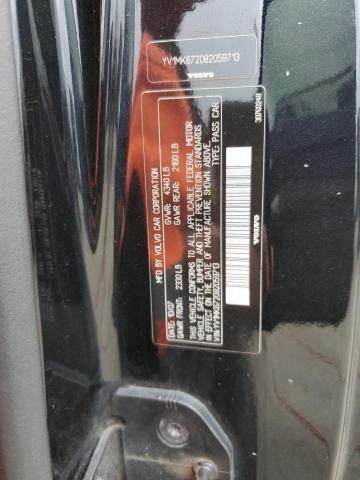 YV1MK672082059713
VOLVO
MFD BY VOLVO CAR CORPORATION
DATE: 10/07 GVWR: 4340 LB
GAWR FRONT: 2330 LB GAWR REAR: 2160 LB
THIS VEHICLE CONFORMS TO ALL APPLICABLE FEDERAL MOTOR
VEHICLE SAFETY, BUMPER AND THEFT PREVENTION STANDARDS
IN EFFECT ON THE DATE OF MANUFACTURE SHOWN ABOVE.
VIN: YV1MK672082059713 TYPE: PASS CAR
VOLVO
30760248